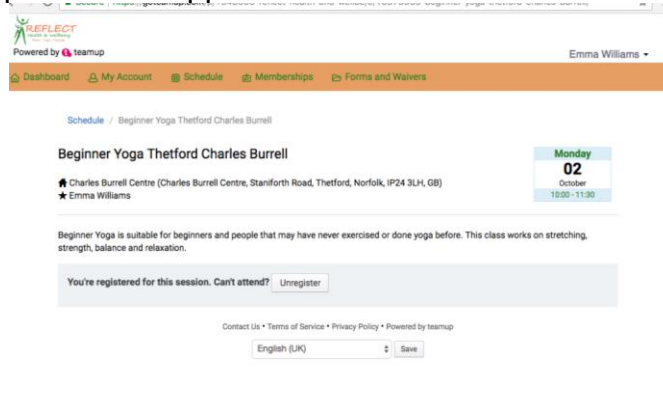 REFLECT
Health & Wellbeing
Powered by teamup
Emma Williams
Dashboard My Account Schedule Memberships Forms and Waivers
Schedule / Beginner Yoga Thetford Charles Burrell
Beginner Yoga Thetford Charles Burrell
Charles Burrell Centre (Charles Burrell Centre, Staniforth Road, Thetford, Norfolk, IP24 3LH, GB)
Emma Williams
Monday
02
October
10:00 - 11:30
Beginner Yoga is suitable for beginners and people that may have never exercised or done yoga before. This class works on stretching,
strength, balance and relaxation.
You're registered for this session. Can't attend? Unregister
Contact Us • Terms of Service • Privacy Policy • Powered by teamup
English (UK) Save